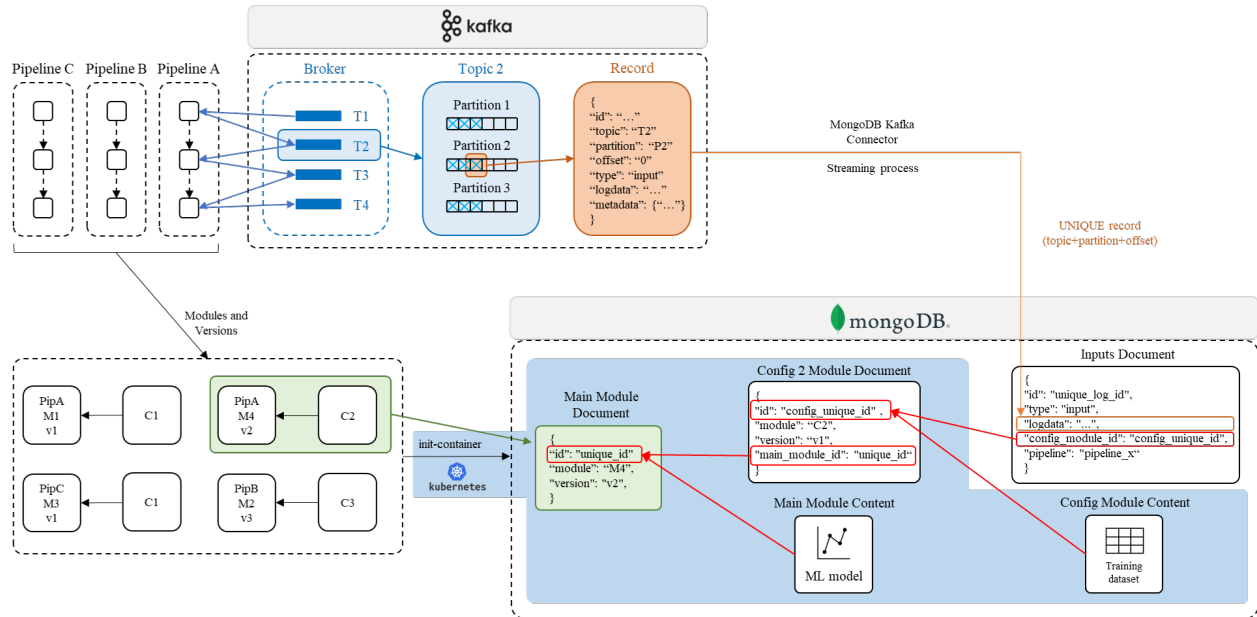 kafka
Pipeline C
Pipeline B
Pipeline A
Broker
T1
T2
T3
T4
Topic 2
Partition 1
Partition 2
Partition 3
Record
{
“id”: “…”
“topic”: “T2”
“partition”: “P2”
“offset”: “0”
“type”: “input”
“logdata”: “…”
“metadata”: {“…”}
}
MongoDB Kafka
Connector
Streaming process
UNIQUE record
(topic+partition+offset)
Modules and
Versions
mongoDB®
PipA
M1
v1
C1
PipA
M4
v2
C2
PipC
M3
v1
C1
PipB
M2
v3
C3
init-container
kubernetes
Main Module
Document
{
"id": "unique_id"
"module": “M4”,
"version": "v2",
}
Config 2 Module Document
{
"id": "config_unique_id" ,
"module": “C2”
"version": “v1”
"main_module_id": "unique_id“
}
Inputs Document
{
"id": "unique_log_id",
"type": "input",
"logdata": "...",
"config_module_id": "config_unique_id",
"pipeline": "pipeline_x“
}
Main Module Content
ML model
Config Module Content
Training
dataset